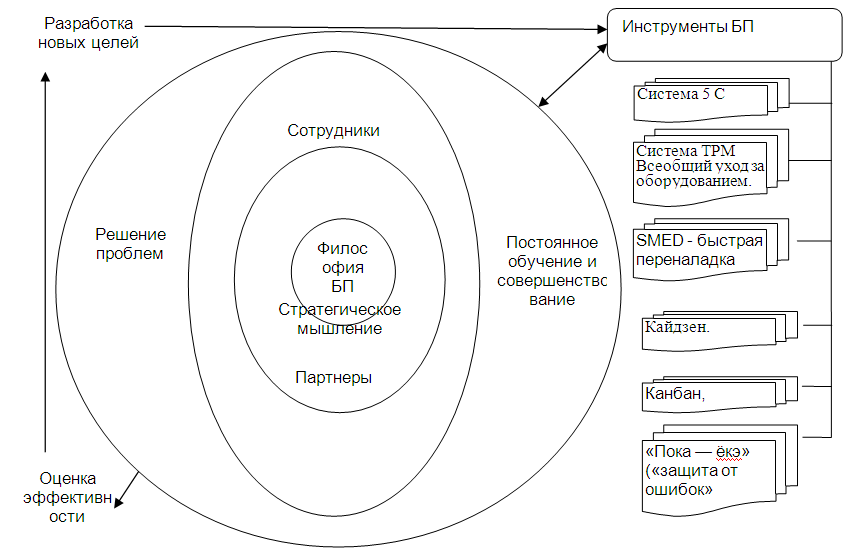 Разработка
новых целей
Инструменты БП
Система 5 С
Сотрудники
Система ТРМ
Всеобщий уход за
оборудованием.
Решение
проблем
Филос
офия
БП
Постоянное
обучение и
совершенство
вание
SMED - быстрая
переналадка
Стратегическое
мышление
Кайдзен.
Партнеры
Канбан,
«Пока — ёкэ»
(«защита от
ошибок»
Оценка
эффективн
ости